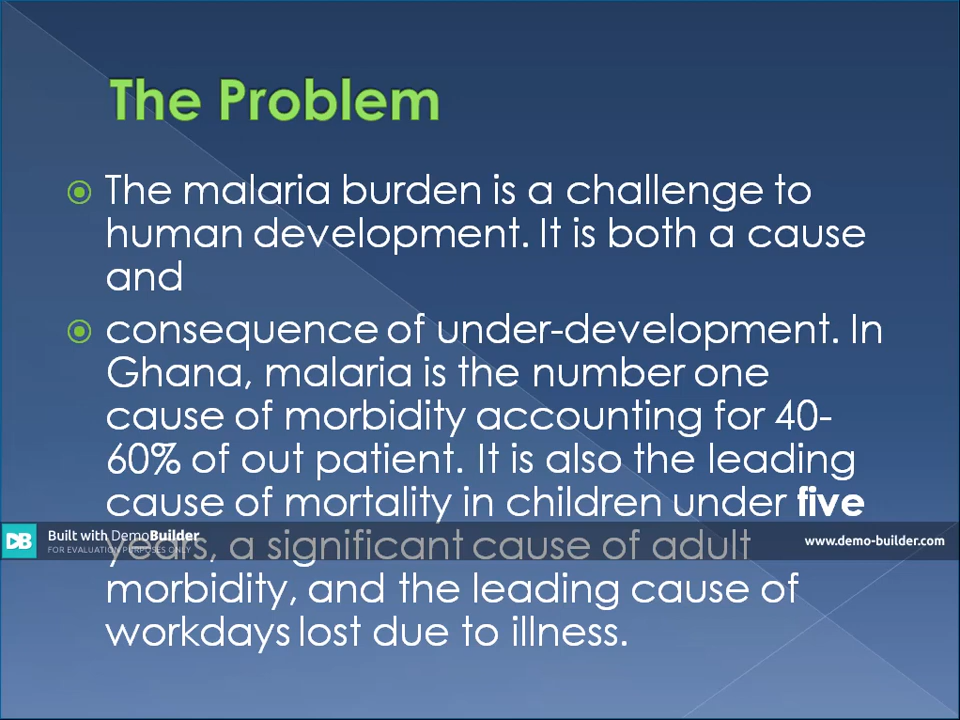 The Problem
The malaria burden is a challenge to
human development. It is both a cause
and
consequence of under-development. In
Ghana, malaria is the number one
cause of morbidity accounting for 40-
60% of out patient. It is also the leading
cause of mortality in children under five
years, a significant cause of adult
morbidity, and the leading cause of
workdays lost due to illness.
DB
Built with DemoBuilder
FOR EVALUATION PURPOSES ONLY
www.demo-builder.com